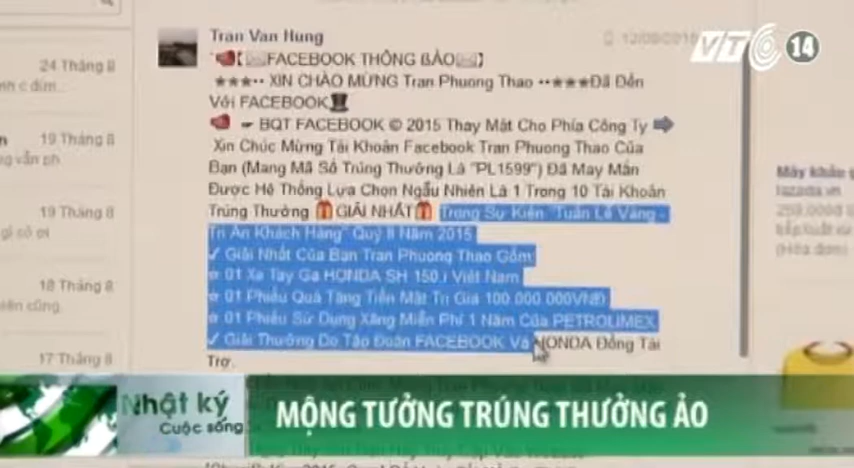 Tran Van Hung
【FACEBOOK THÔNG BÁO】
★★★•• XIN CHÀO MỪNG Tran Phuong Thao ••★★★Đã Đến
Với FACEBOOK
☛ BQT FACEBOOK © 2015 Thay Mặt Cho Phía Công Ty
Xin Chúc Mừng Tài Khoản Facebook Tran Phuong Thao Của
Bạn (Mang Mã Số Trúng Thưởng Là "PL1599") Đã May Mắn
Được Hệ Thống Lựa Chọn Ngẫu Nhiên Là 1 Trong 10 Tài Khoản
Trúng Thưởng GIẢI NHẤT Trong Sự Kiện "Tuần Lễ Vàng -
Tri Ân Khách Hàng" Quý II Năm 2015
✓ Giải Nhất Của Bạn Tran Phuong Thao Gồm
01 Xe Tay Ga HONDA SH 150 i Việt Nam
01 Phiếu Quà Tặng Tiền Mặt Trị Giá 100.000.000VNĐ
01 Phiếu Sử Dụng Xăng Miễn Phí 1 Năm Của PETROLIMEX
✓ Giải Thưởng Do Tập Đoàn FACEBOOK Và HONDA Đồng Tài
Trợ.
24 Tháng 8
19 Tháng 8
19 Tháng 8
18 Tháng 8
17 Tháng 8
VTC 14
lazada.vn
Nhật ký
Cuộc sống
MỘNG TƯỞNG TRÚNG THƯỞNG ẢO